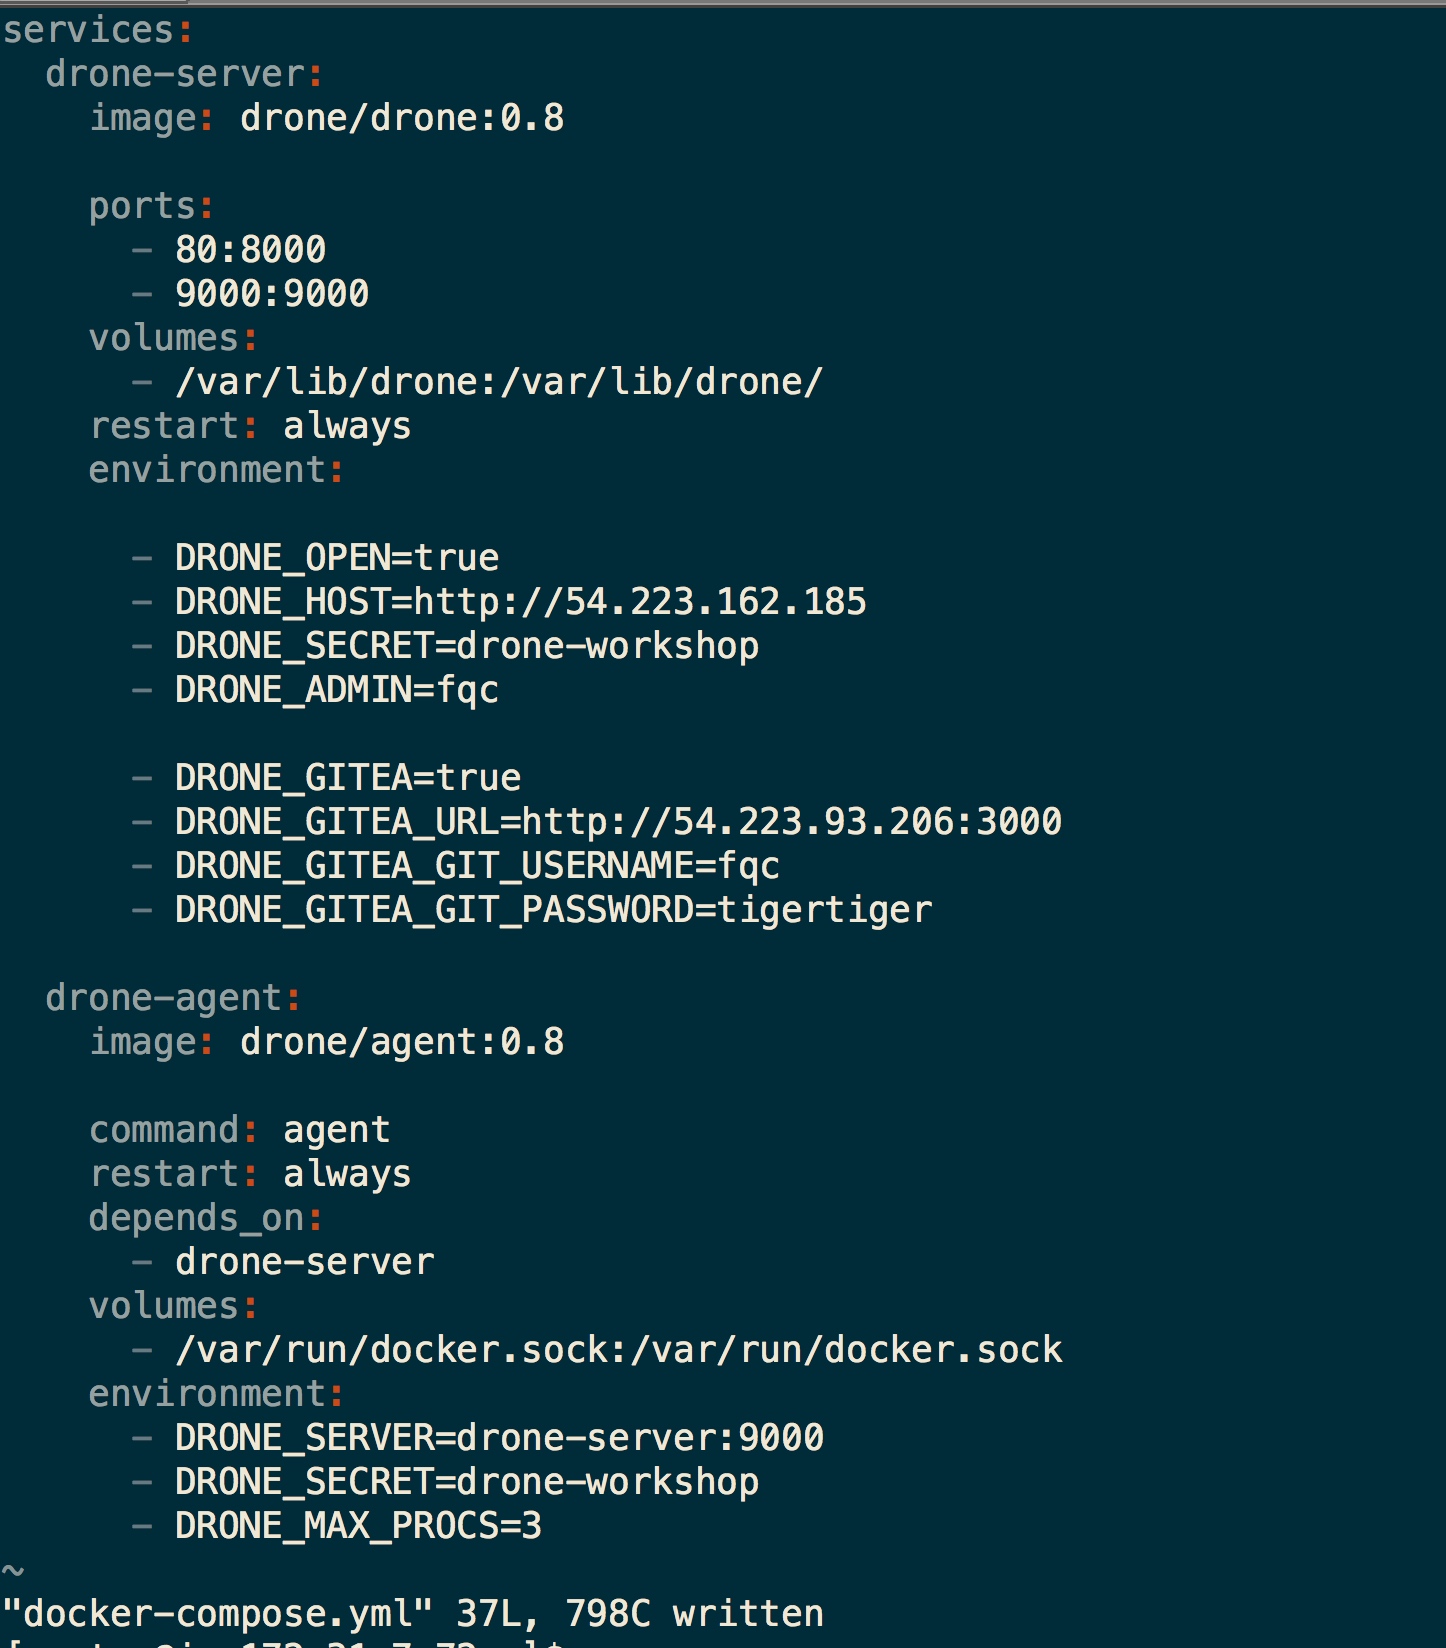 services:
  drone-server:
    image: drone/drone:0.8

    ports:
      - 80:8000
      - 9000:9000
    volumes:
      - /var/lib/drone:/var/lib/drone/
    restart: always
    environment:

      - DRONE_OPEN=true
      - DRONE_HOST=http://54.223.162.185
      - DRONE_SECRET=drone-workshop
      - DRONE_ADMIN=fqc

      - DRONE_GITEA=true
      - DRONE_GITEA_URL=http://54.223.93.206:3000
      - DRONE_GITEA_GIT_USERNAME=fqc
      - DRONE_GITEA_GIT_PASSWORD=tigertiger

  drone-agent:
    image: drone/agent:0.8

    command: agent
    restart: always
    depends_on:
      - drone-server
    volumes:
      - /var/run/docker.sock:/var/run/docker.sock
    environment:
      - DRONE_SERVER=drone-server:9000
      - DRONE_SECRET=drone-workshop
      - DRONE_MAX_PROCS=3
~
"docker-compose.yml" 37L, 798C written